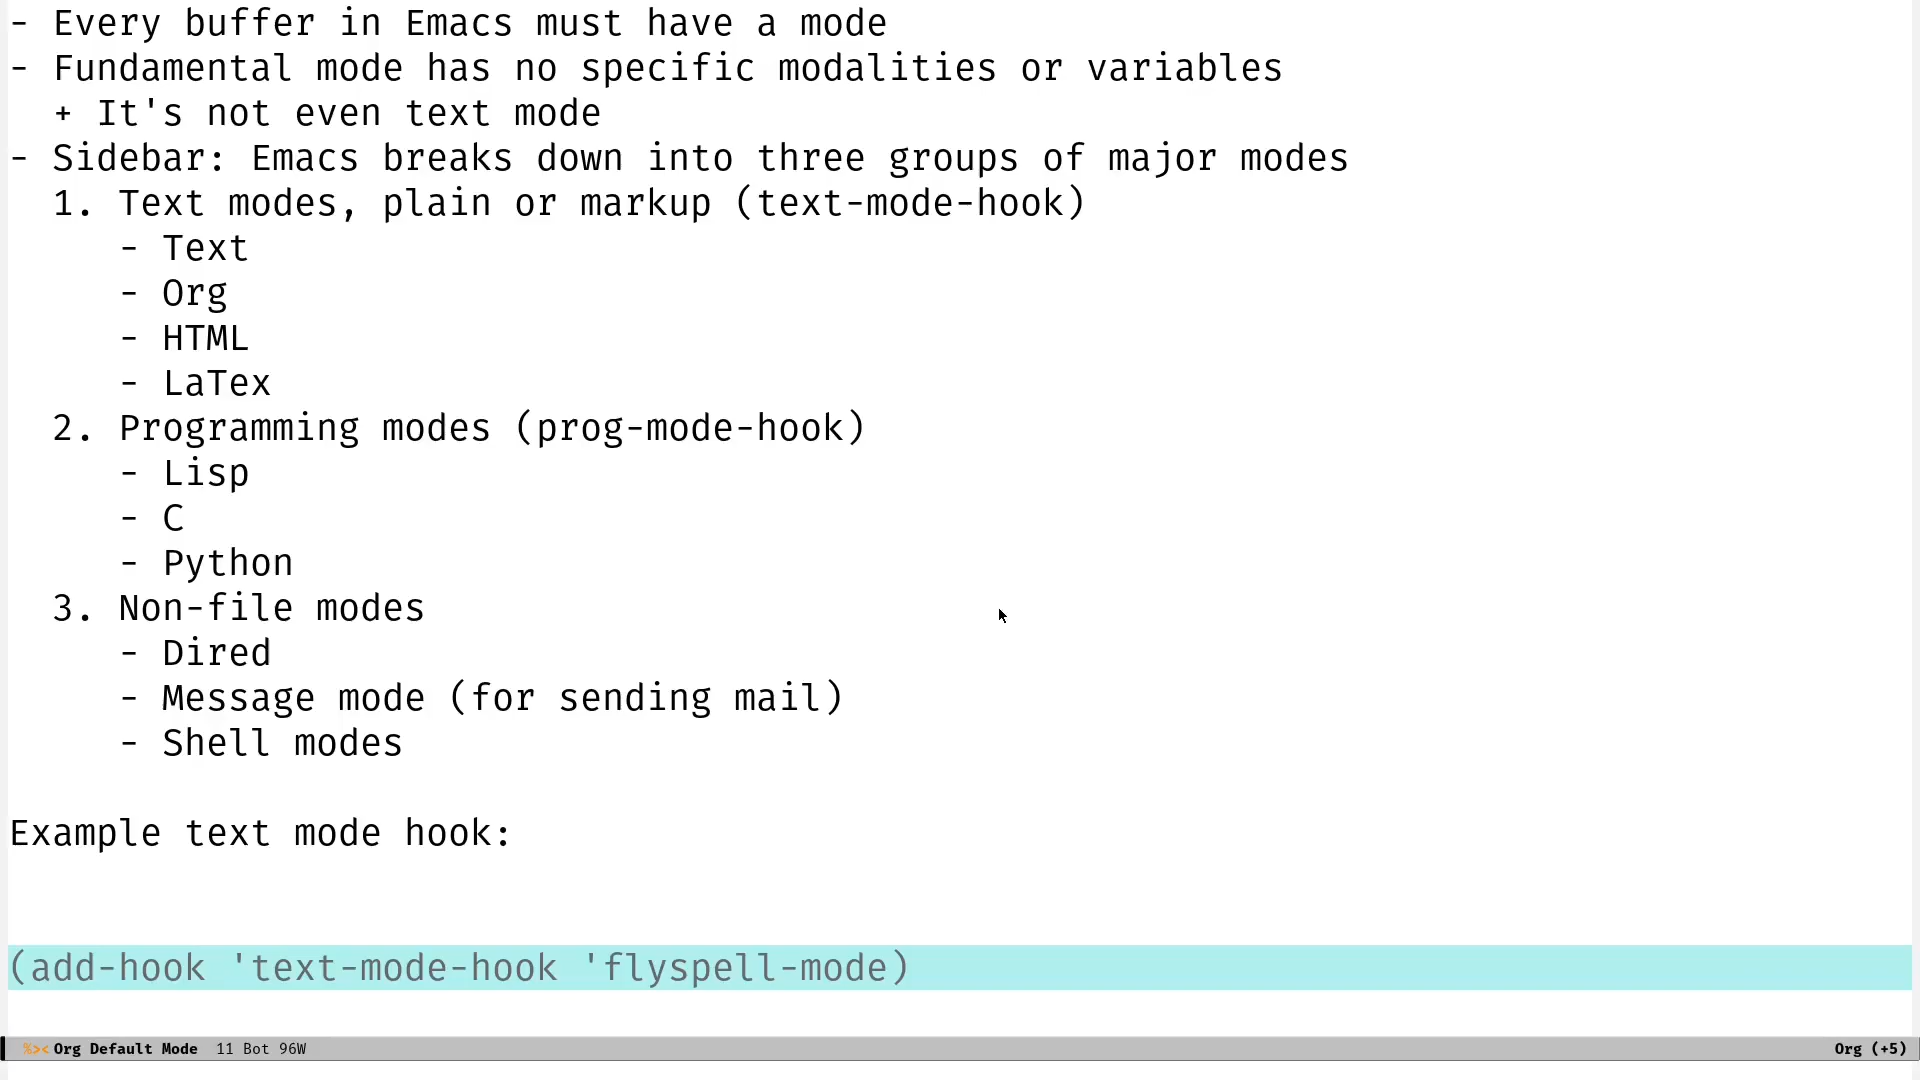 - Every buffer in Emacs must have a mode
- Fundamental mode has no specific modalities or variables
  + It's not even text mode
- Sidebar: Emacs breaks down into three groups of major modes
  1. Text modes, plain or markup (text-mode-hook)
     - Text
     - Org
     - HTML
     - LaTex
  2. Programming modes (prog-mode-hook)
     - Lisp
     - C
     - Python
  3. Non-file modes
     - Dired
     - Message mode (for sending mail)
     - Shell modes
Example text mode hook:
(add-hook 'text-mode-hook 'flyspell-mode)
%>< Org Default Mode  11 Bot 96W  Org (+5)